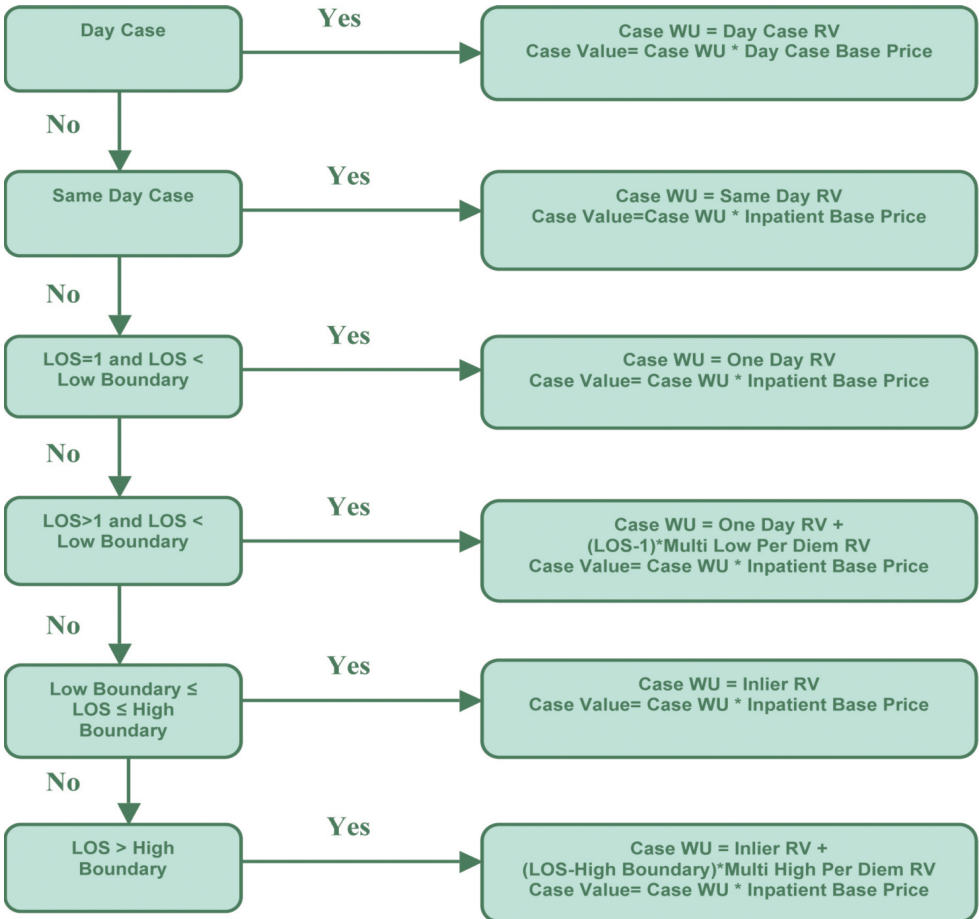 Day Case
Yes
Case WU = Day Case RV
Case Value= Case WU * Day Case Base Price
No
Same Day Case
Yes
Case WU = Same Day RV
Case Value=Case WU * Inpatient Base Price
No
LOS=1 and LOS <
Low Boundary
Yes
Case WU = One Day RV
Case Value= Case WU * Inpatient Base Price
No
LOS>1 and LOS <
Low Boundary
Yes
Case WU = One Day RV +
(LOS-1)*Multi Low Per Diem RV
Case Value= Case WU * Inpatient Base Price
No
Low Boundary ≤
LOS ≤ High
Boundary
Yes
Case WU = Inlier RV
Case Value= Case WU * Inpatient Base Price
No
LOS > High
Boundary
Yes
Case WU = Inlier RV +
(LOS-High Boundary)*Multi High Per Diem RV
Case Value= Case WU * Inpatient Base Price